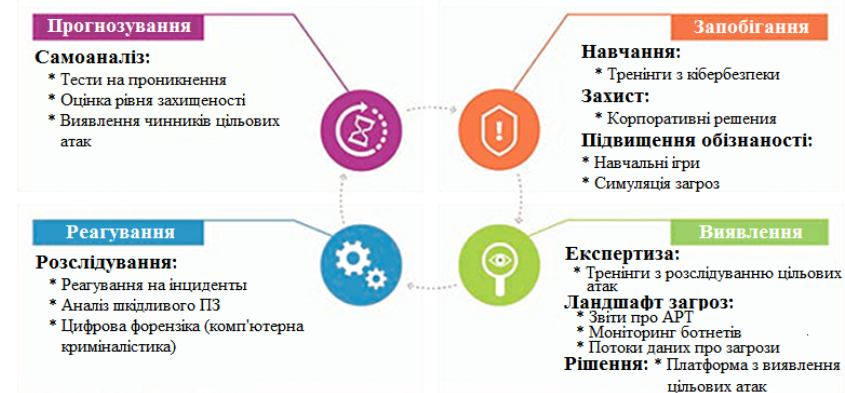 Прогнозування
Самоаналіз:
* Тести на проникнення
* Оцінка рівня захищеності
* Виявлення чинників цільових
атак
Запобігання
Навчання:
* Тренінги з кібербезпеки
Захист:
* Корпоративні решения
Підвищення обізнаності:
* Навчальні ігри
* Симуляція загроз
Реагування
Розслідування:
* Реагування на інциденты
* Аналіз шкідливого ПЗ
* Цифрова форензіка (комп'ютерна
криміналістика)
Виявлення
Експертиза:
* Тренінги з розслідуванню цільових
атак
Ландшафт загроз:
* Звіти про APT
* Моніторинг ботнетів
* Потоки даних про загрози
Рішення: * Платформа з виявлення
цільових атак